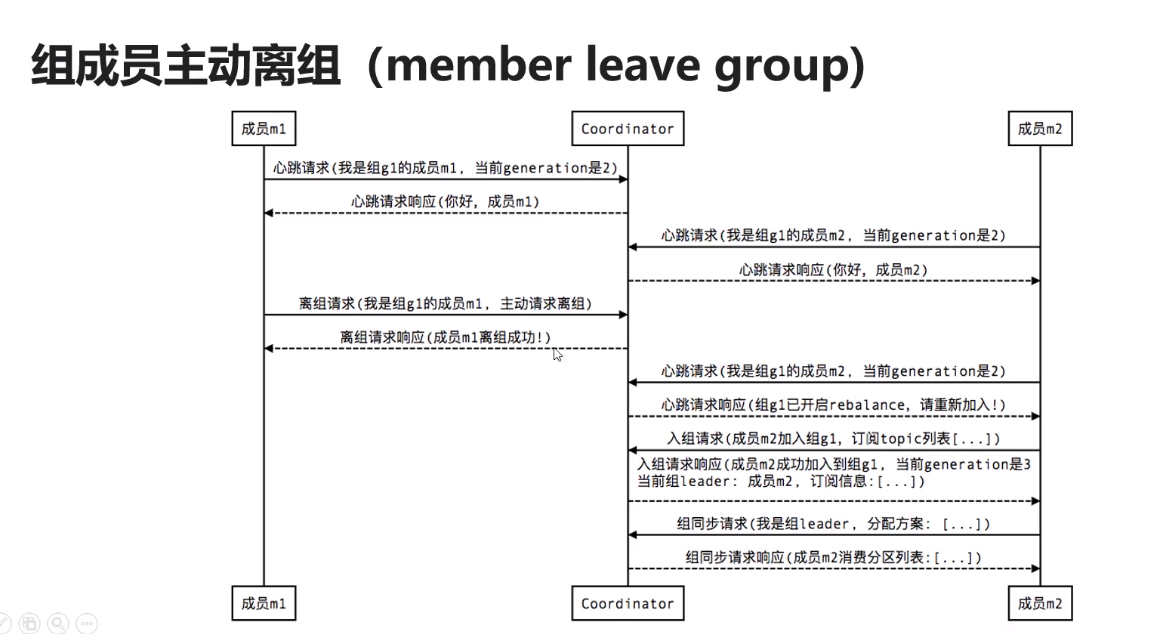 组成员主动离组（member leave group)
成员m1
Coordinator
成员m2
心跳请求(我是组g1的成员m1, 当前generation是2)
心跳请求响应(你好, 成员m1)
心跳请求(我是组g1的成员m2, 当前generation是2)
心跳请求响应(你好, 成员m2)
离组请求(我是组g1的成员m1, 主动请求离组)
离组请求响应(成员m1离组成功!)
心跳请求(我是组g1的成员m2, 当前generation是2)
心跳请求响应(组g1已开启rebalance, 请重新加入!)
入组请求(成员m2加入组g1, 订阅topic列表[...])
入组请求响应(成员m2成功加入到组g1, 当前generation是3
当前组leader: 成员m2, 订阅信息:[...])
组同步请求(我是组leader, 分配方案: [...])
组同步请求响应(成员m2消费分区列表:[...])
成员m1
Coordinator
成员m2